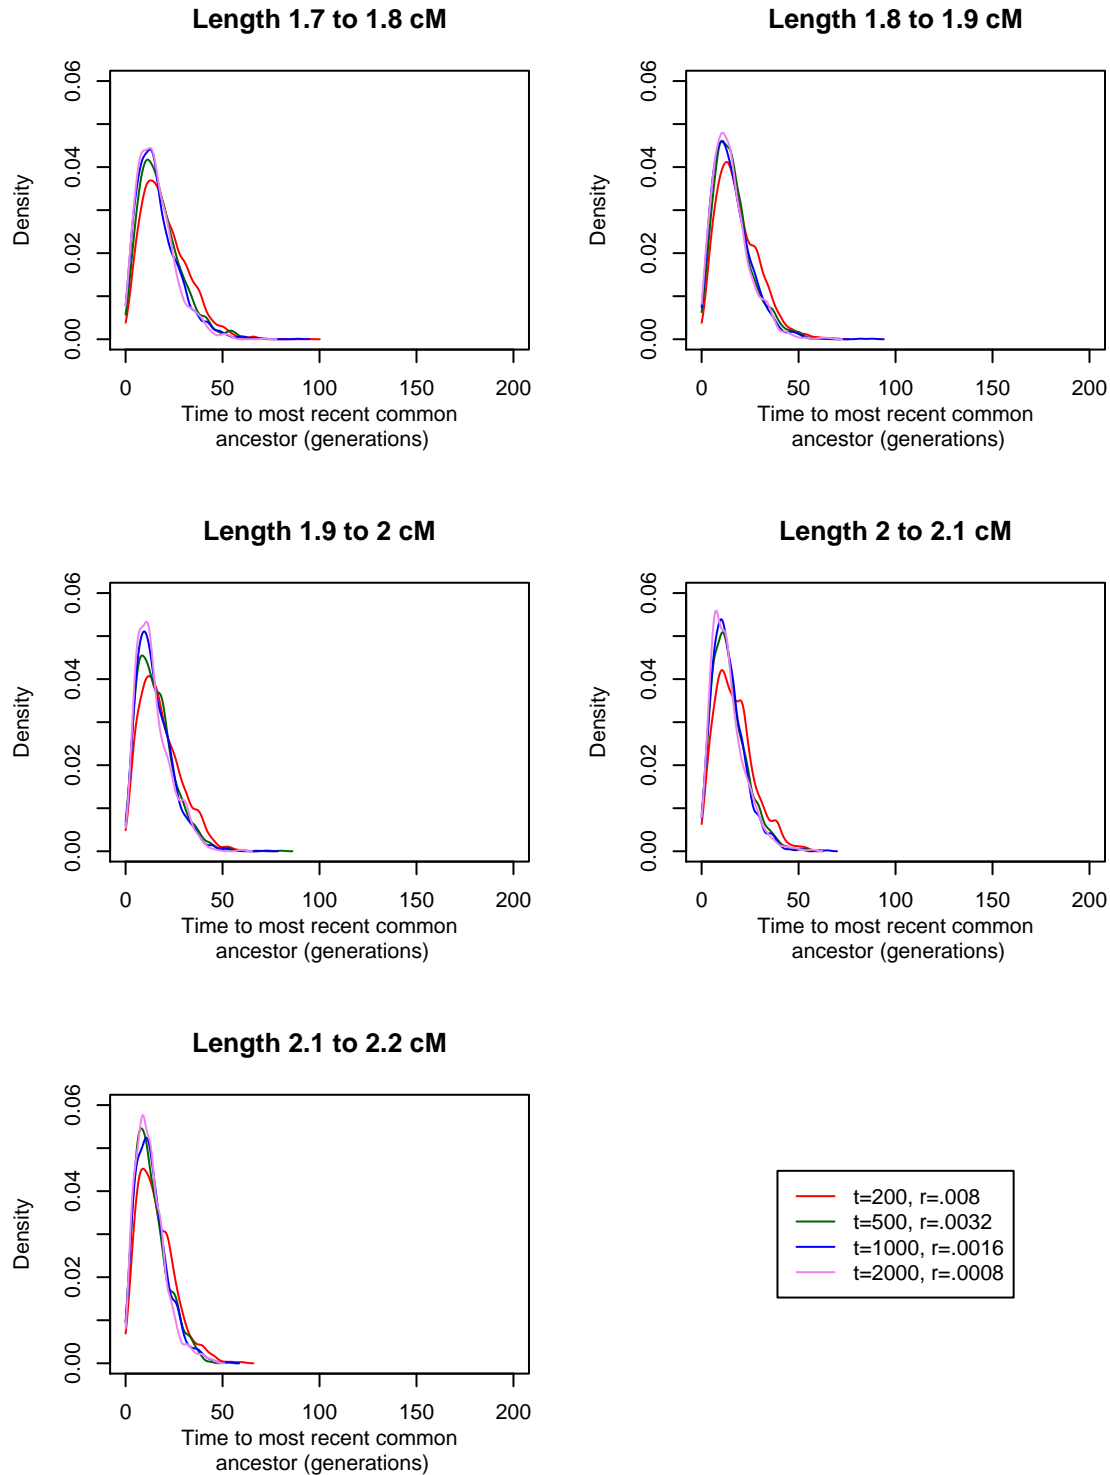 Length 1.7 to 1.8 cM
Density
0.00
0.02
0.04
0.06
0
50
100
150
200
Time to most recent common
ancestor (generations)
Length 1.8 to 1.9 cM
Density
0.00
0.02
0.04
0.06
0
50
100
150
200
Time to most recent common
ancestor (generations)
Length 1.9 to 2 cM
Density
0.00
0.02
0.04
0.06
0
50
100
150
200
Time to most recent common
ancestor (generations)
Length 2 to 2.1 cM
Density
0.00
0.02
0.04
0.06
0
50
100
150
200
Time to most recent common
ancestor (generations)
Length 2.1 to 2.2 cM
Density
0.00
0.02
0.04
0.06
0
50
100
150
200
Time to most recent common
ancestor (generations)
t=200, r=.008
t=500, r=.0032
t=1000, r=.0016
t=2000, r=.0008